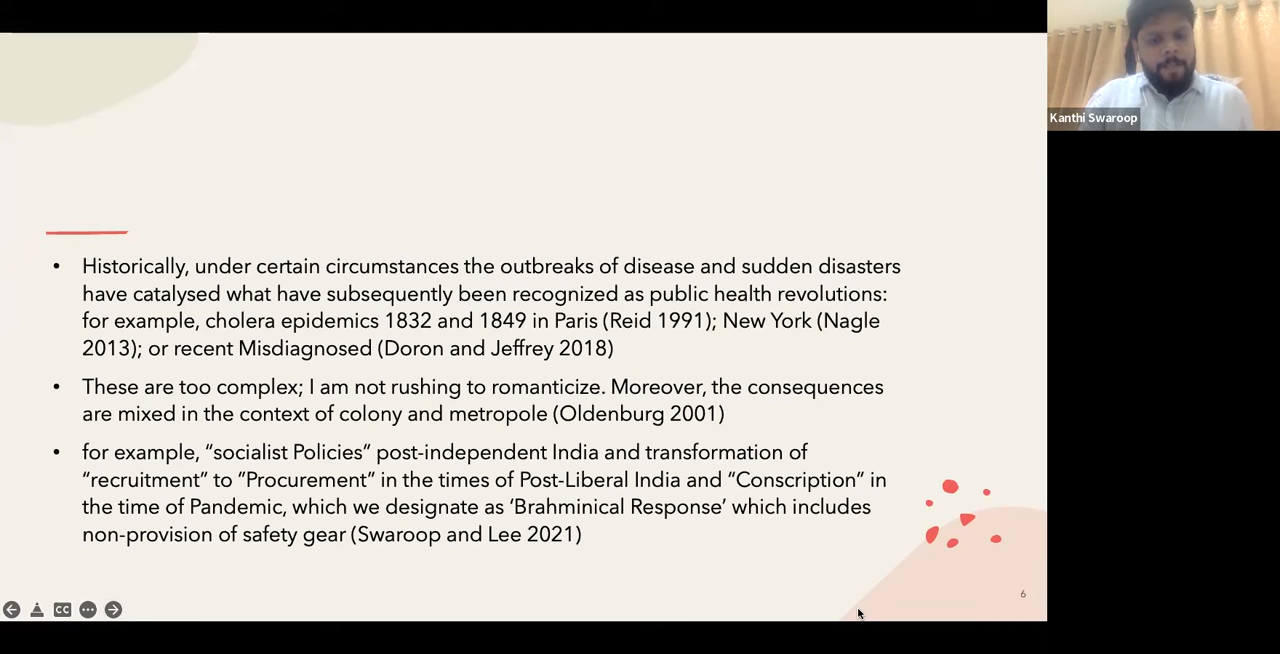 • Historically, under certain circumstances the outbreaks of disease and sudden disasters
have catalysed what have subsequently been recognized as public health revolutions:
for example, cholera epidemics 1832 and 1849 in Paris (Reid 1991); New York (Nagle
2013); or recent Misdiagnosed (Doron and Jeffrey 2018)
• These are too complex; I am not rushing to romanticize. Moreover, the consequences
are mixed in the context of colony and metropole (Oldenburg 2001)
• for example, “socialist Policies” post-independent India and transformation of
“recruitment” to “Procurement” in the times of Post-Liberal India and “Conscription” in
the time of Pandemic, which we designate as ‘Brahminical Response’ which includes
non-provision of safety gear (Swaroop and Lee 2021)
6
CC
Kanthi Swaroop